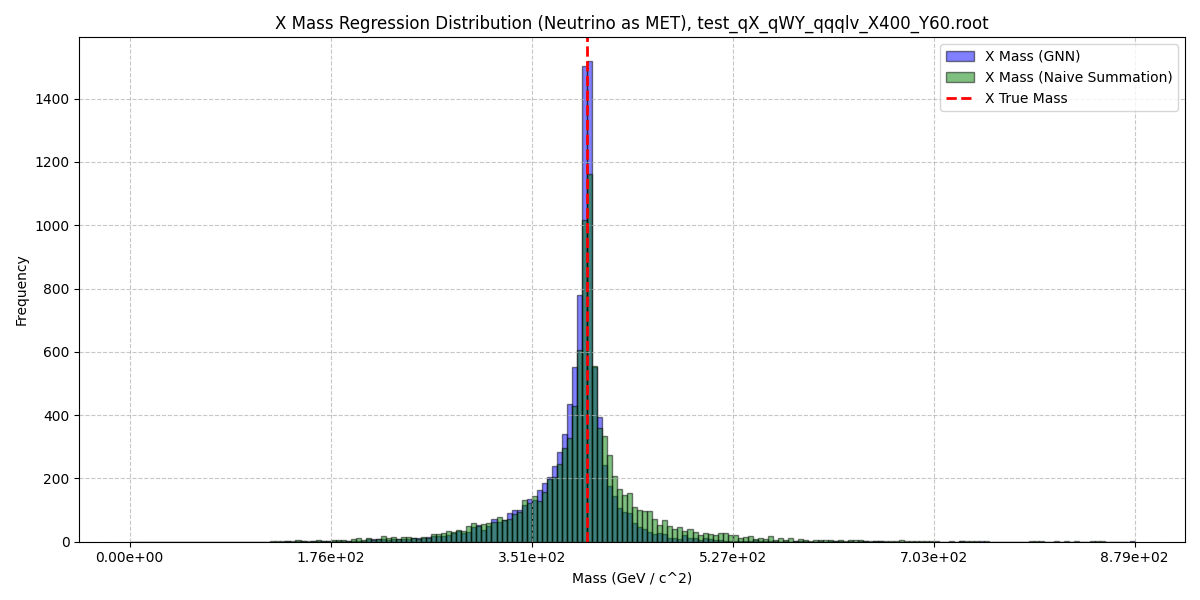 X Mass Regression Distribution (Neutrino as MET), test_qX_qWY_qqqlv_X400_Y60.root
X Mass (GNN)
X Mass (Naive Summation)
X True Mass
Frequency
1400
1200
1000
800
600
400
200
0
0.00e+00
1.76e+02
3.51e+02
5.27e+02
7.03e+02
8.79e+02
Mass (GeV / c^2)